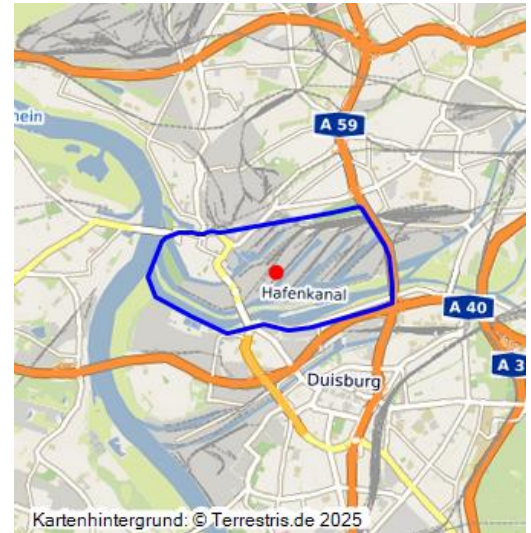 A 59
hein
Hafenkanal
A 40
A 3
Duisburg
Kartenhintergrund: © Terrestris.de 2025